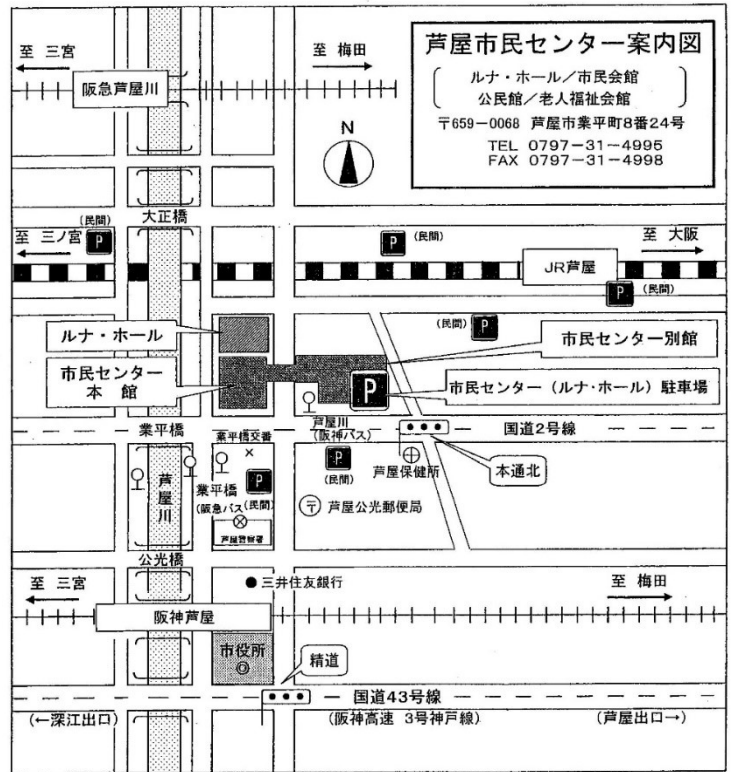 芦屋市民センター案内図
ルナ・ホール／市民会館
公民館／老人福祉会館
〒659-0068 芦屋市業平町8番24号
TEL 0797-31-4995
FAX 0797-31-4998
至 三宮
至 梅田
阪急芦屋川
N
大正橋
(民間)
P
至 三ノ宮
P
(民間)
至 大阪
JR芦屋
P
(民間)
ルナ・ホール
(民間)
P
市民センター別館
市民センター
本 館
P
市民センター（ルナ・ホール）駐車場
業平橋
芦屋川
(阪神バス)
国道2号線
業平橋交番
本通北
芦屋保健所
芦屋川
業平橋
(阪急バス)
P
(民間)
P
(民間)
〒
芦屋公光郵便局
芦屋警察署
公光橋
至 三宮
三井住友銀行
至 梅田
阪神芦屋
市役所
精道
国道43号線
(←深江出口)
(阪神高速 3号神戸線)
(芦屋出口→)